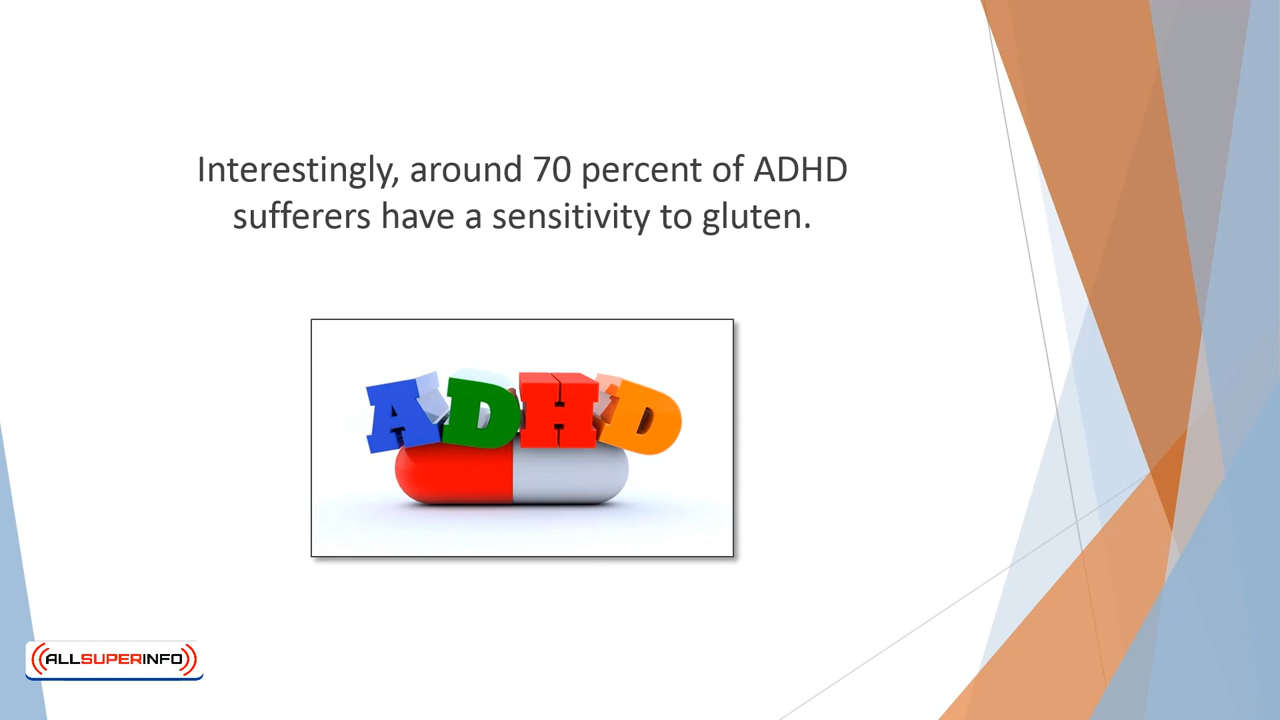 Interestingly, around 70 percent of ADHD
sufferers have a sensitivity to gluten.
ADHD
ALLSUPERINFO